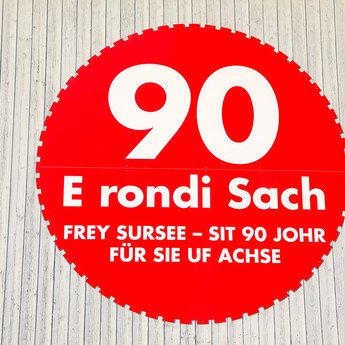 90
E rondi Sach
FREY SURSEE – SIT 90 JOHR
FÜR SIE UF ACHSE